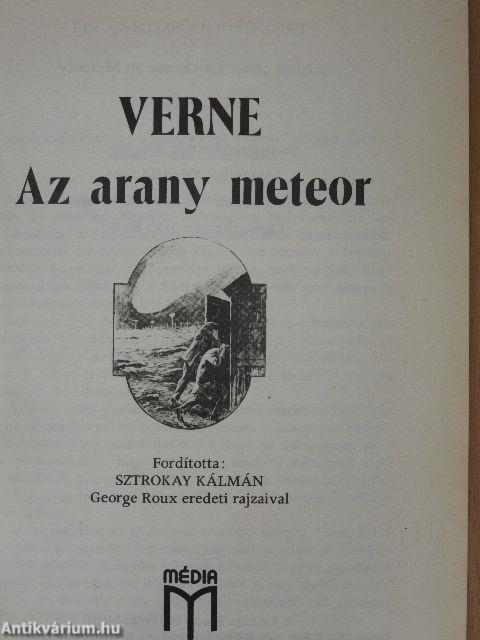 VERNE
Az arany meteor
Fordította:
SZTROKAY KÁLMÁN
George Roux eredeti rajzaival
MÉDIA
M
Antikvárium.hu